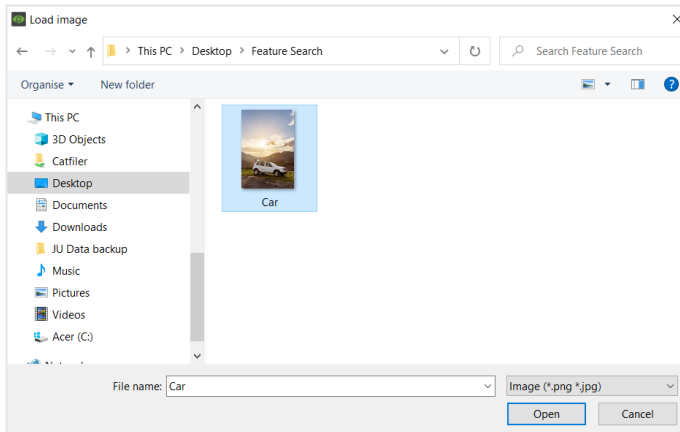 Load image
This PC > Desktop > Feature Search
Search Feature Search
Organise
New folder
This PC
3D Objects
Catfiler
Desktop
Documents
Downloads
JU Data backup
Music
Pictures
Videos
Acer (C:)
Car
File name: Car
Image (*.png *.jpg)
Open
Cancel